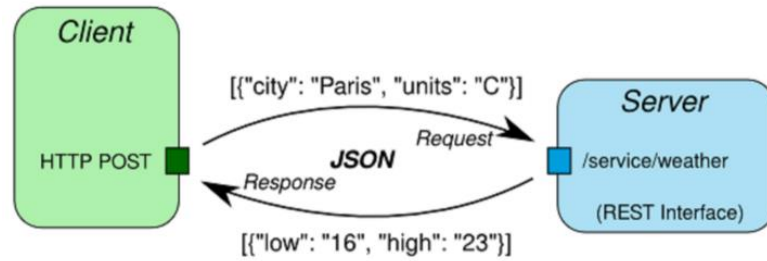 Client
HTTP POST
[{"city": "Paris", "units": "C"}]
Request
JSON
Response
[{"low": "16", "high": "23"}]
Server
/service/weather
(REST Interface)